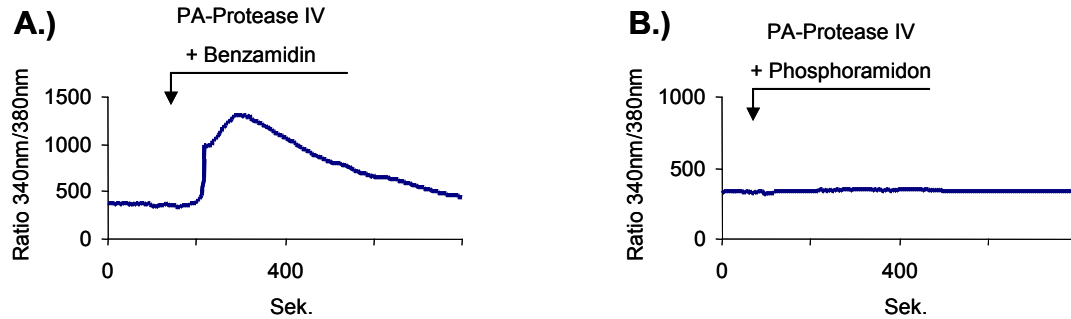 A.)
PA-Protease IV
+ Benzamidin
Ratio 340nm/380nm
1500
1000
500
0
0
400
Sek.
B.)
PA-Protease IV
+ Phosphoramidon
Ratio 340nm/380nm
1000
500
0
0
400
Sek.